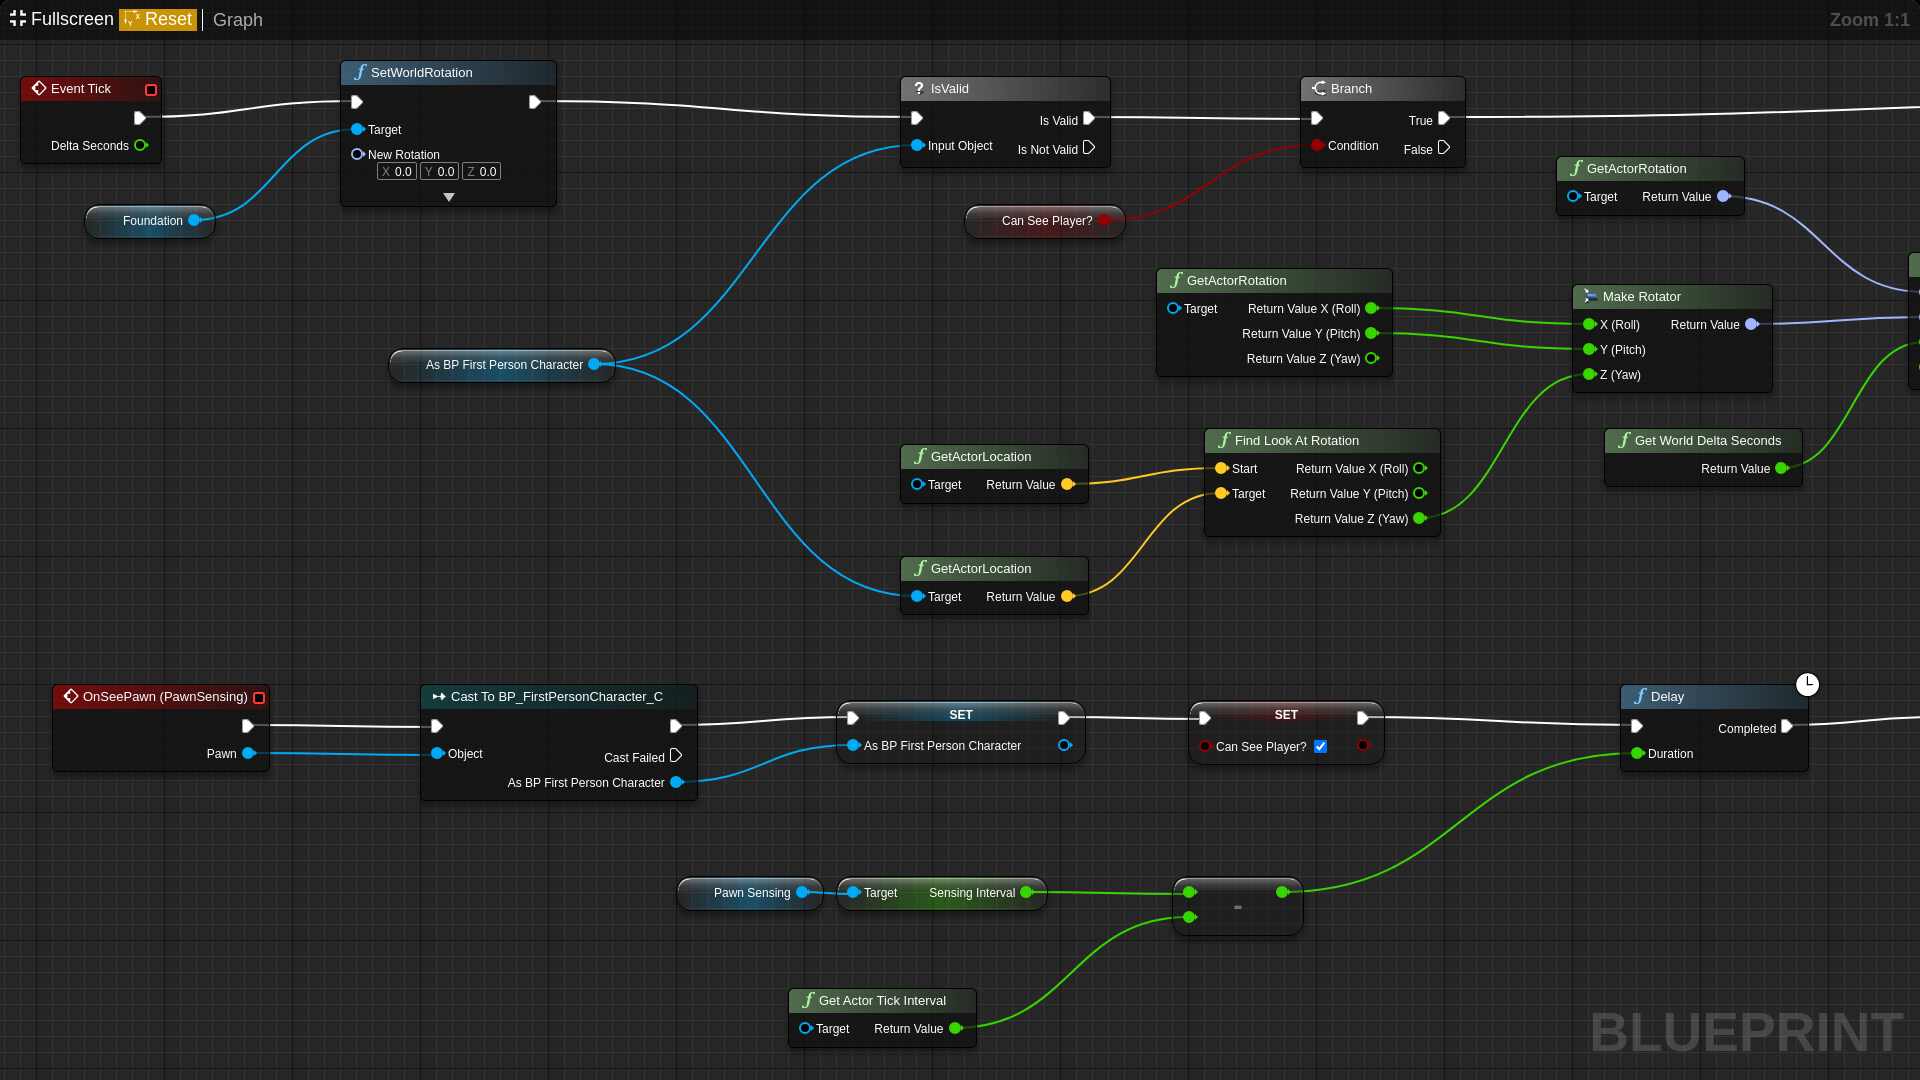 Fullscreen Reset Graph
Zoom 1:1
Event Tick
Delta Seconds
Foundation
SetWorldRotation
Target
New Rotation
X 0.0 Y 0.0 Z 0.0
IsValid
Is Valid
Input Object
Is Not Valid
Branch
True
Condition
False
Can See Player?
GetActorRotation
Target Return Value
GetActorRotation
Target Return Value X (Roll)
Return Value Y (Pitch)
Return Value Z (Yaw)
Make Rotator
X (Roll) Return Value
Y (Pitch)
Z (Yaw)
As BP First Person Character
GetActorLocation
Target Return Value
Find Look At Rotation
Start Return Value X (Roll)
Target Return Value Y (Pitch)
Return Value Z (Yaw)
Get World Delta Seconds
Return Value
GetActorLocation
Target Return Value
OnSeePawn (PawnSensing)
Pawn
Cast To BP_FirstPersonCharacter_C
Object
Cast Failed
As BP First Person Character
SET
As BP First Person Character
SET
Can See Player?
Delay
Completed
Duration
Pawn Sensing
Target Sensing Interval
-
Get Actor Tick Interval
Target Return Value
BLUEPRINT